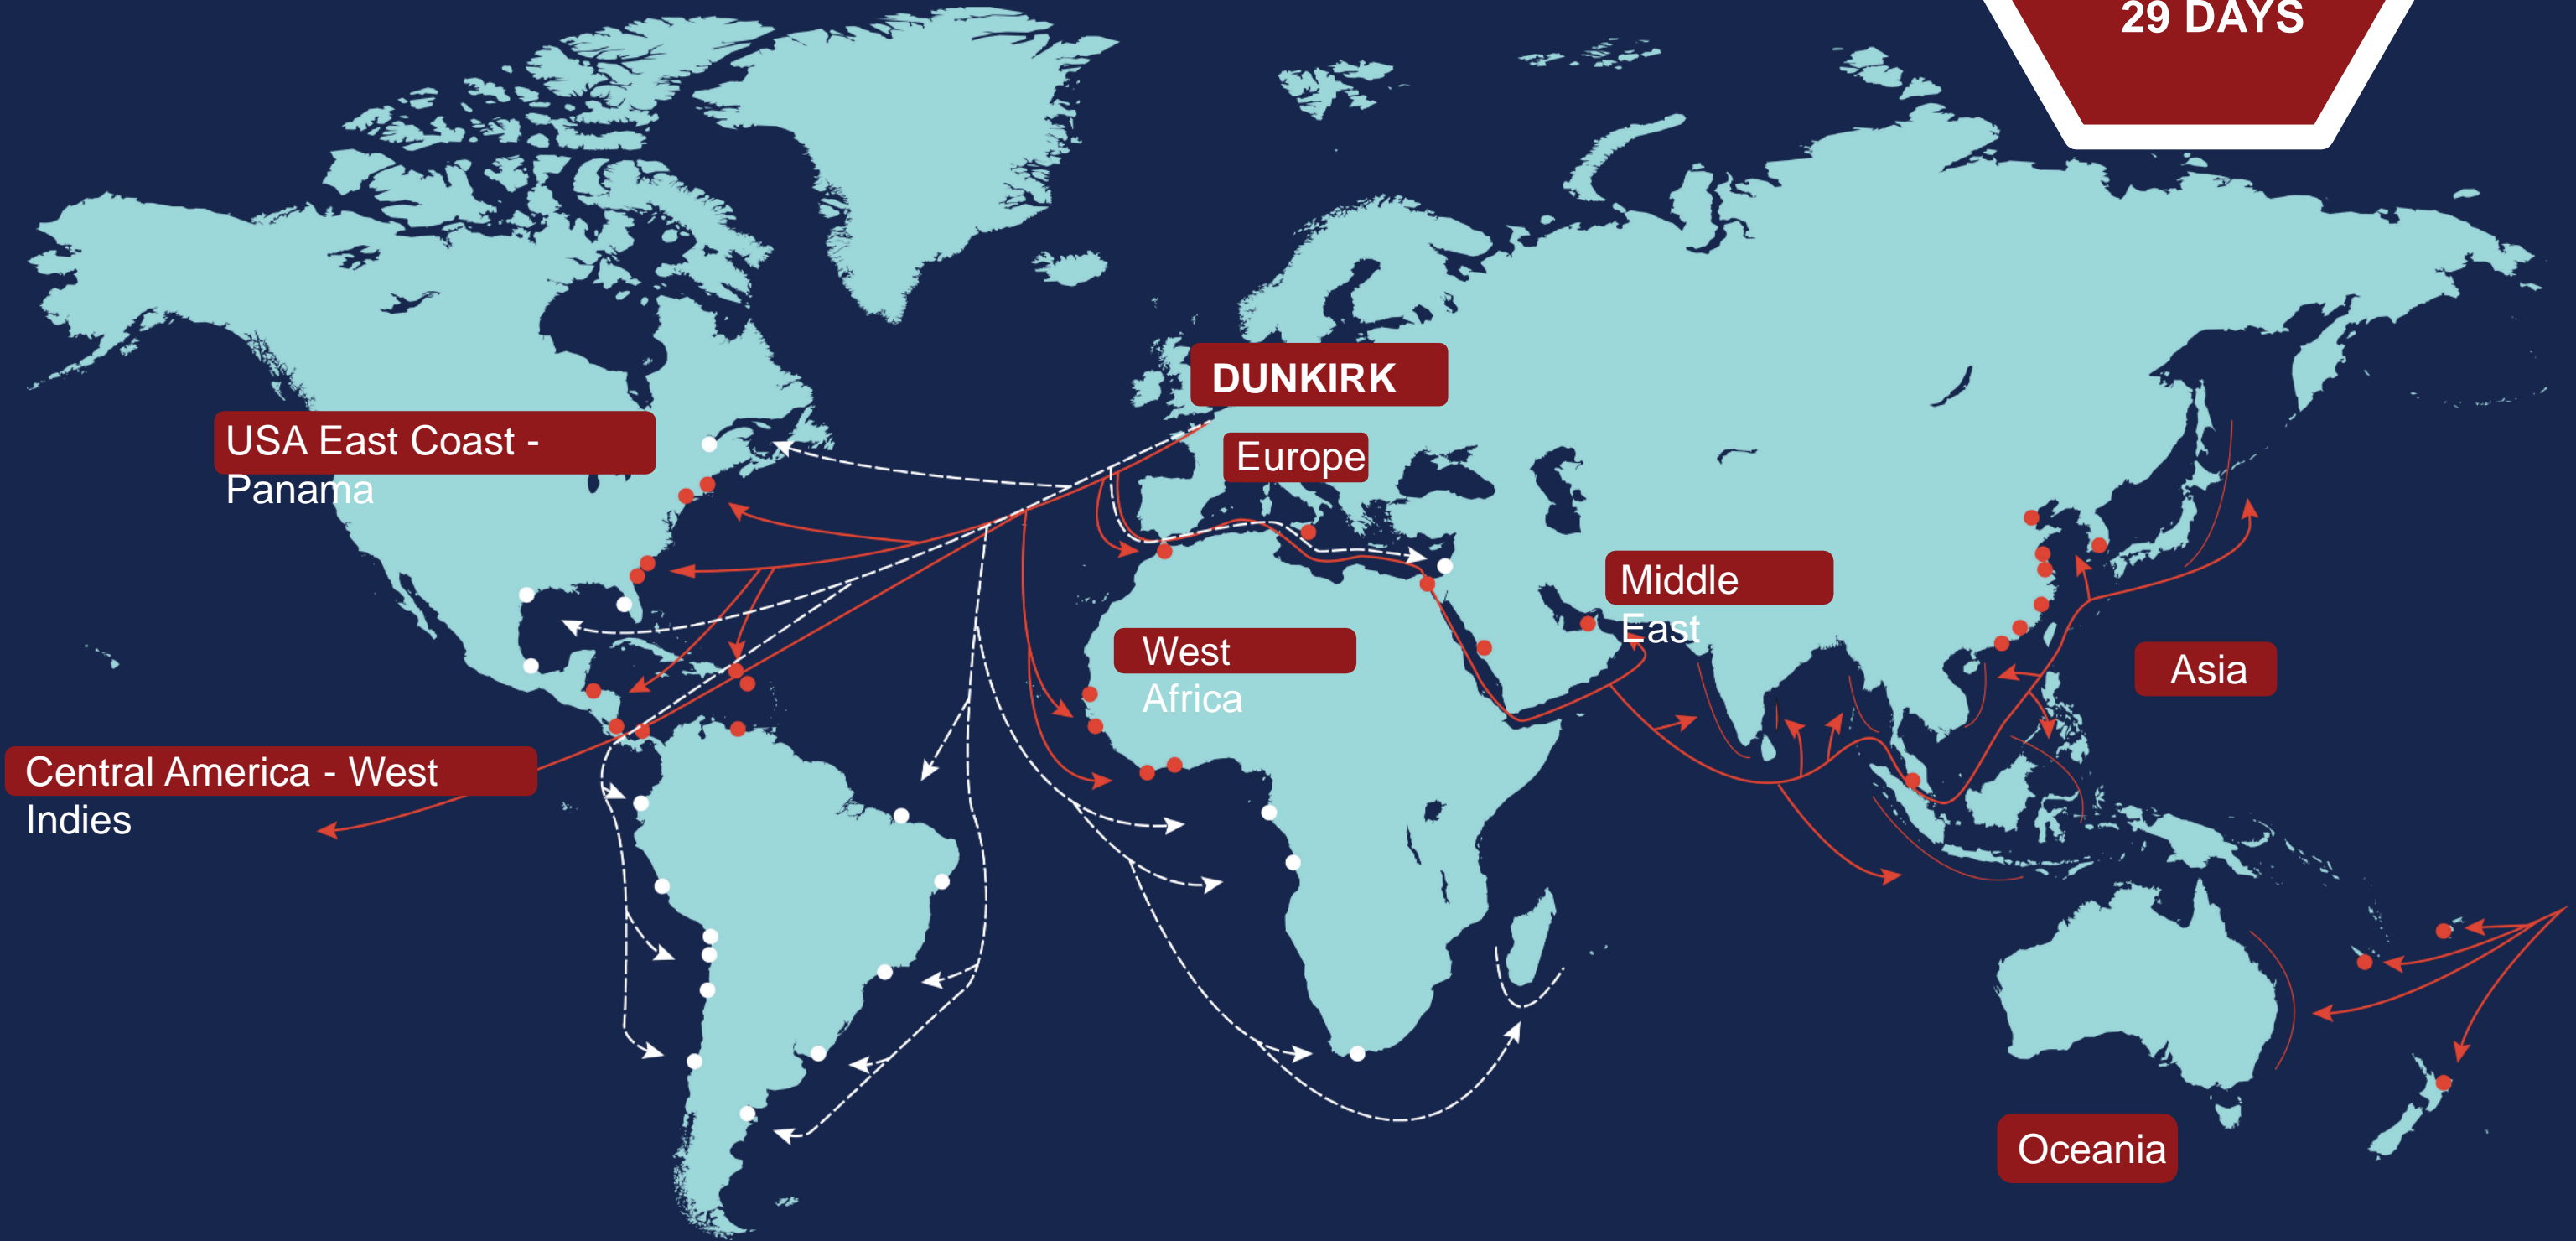 29 DAYS
DUNKIRK
USA East Coast -
Panama
Europe
Middle
East
West
Africa
Asia
Central America - West
Indies
Oceania